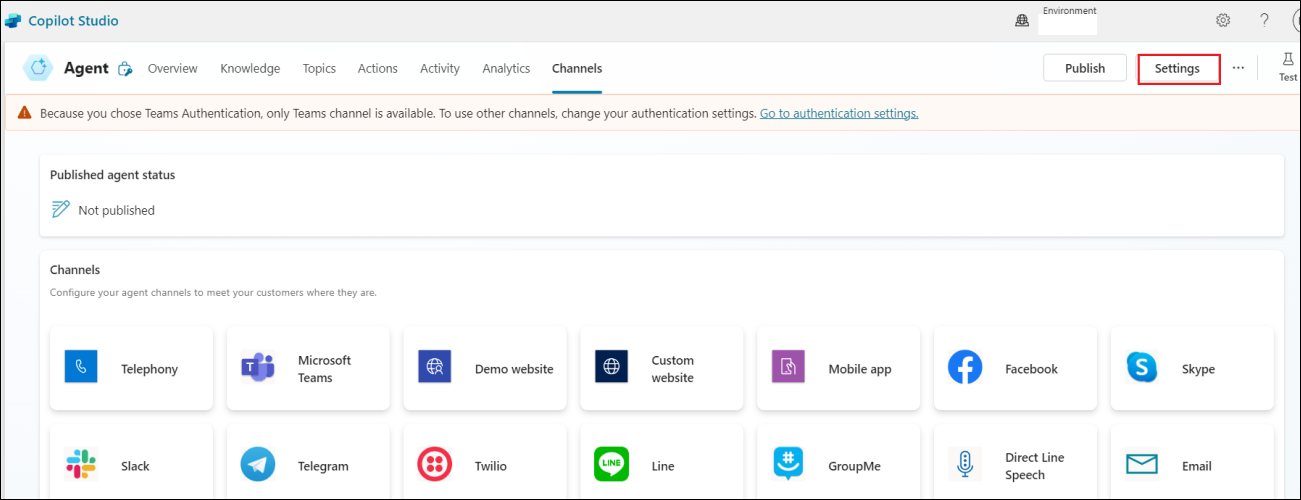 Copilot Studio
Environment
?
Agent Overview Knowledge Topics Actions Activity Analytics Channels Publish Settings ... Test
Because you chose Teams Authentication, only Teams channel is available. To use other channels, change your authentication settings. Go to authentication settings.
Published agent status
Not published
Channels
Configure your agent channels to meet your customers where they are.
Telephony
Microsoft
Teams
Demo website
Custom
website
Mobile app
Facebook
Skype
Slack
Telegram
Twilio
LINE
Line
GroupMe
Direct Line
Speech
Email